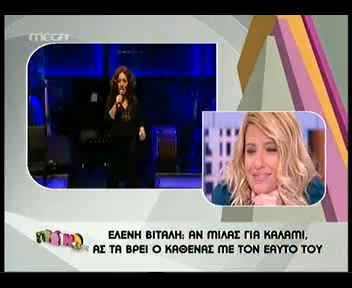 MEGA
ΕΛΕΝΗ ΒΙΤΑΛΗ: ΑΝ ΜΙΛΑΣ ΓΙΑ ΚΑΛΑΜΙ,
ΑΣ ΤΑ ΒΡΕΙ Ο ΚΑΘΕΝΑΣ ΜΕ ΤΟΝ ΕΑΥΤΟ ΤΟΥ